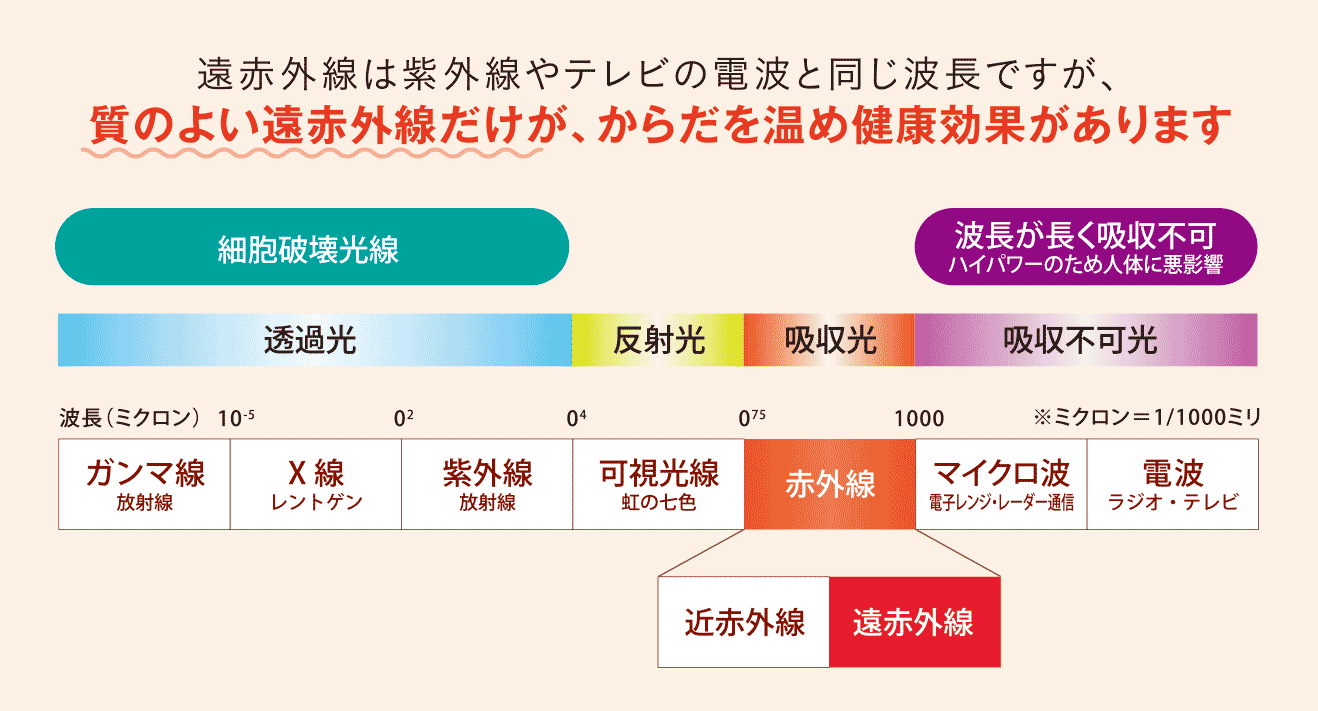 遠赤外線は紫外線やテレビの電波と同じ波長ですが、
質のよい遠赤外線だけが、からだを温め健康効果があります
細胞破壊光線
波長が長く吸収不可
ハイパワーのため人体に悪影響
透過光 反射光 吸収光 吸収不可光
波長（ミクロン） 10⁻⁵ 0² 0⁴ 0⁷⁵ 1000 ※ミクロン＝1/1000ミリ
ガンマ線 X線 紫外線 可視光線 赤外線 マイクロ波 電波
放射線 レントゲン 放射線 虹の七色 電子レンジ・レーダー通信 ラジオ・テレビ
近赤外線 遠赤外線